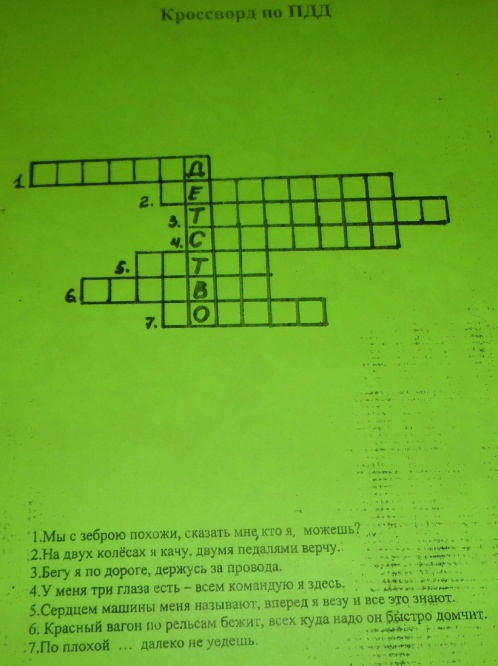 Кроссворд по ПДД
1. Д
2. Е
3. Т
4. С
5. Т
6. В
7. О
1.Мы с зеброю похожи, сказать мне, кто я, можешь?
2.На двух колёсах я качу, двумя педалями верчу.
3.Бегу я по дороге, держусь за провода.
4.У меня три глаза есть – всем командую я здесь.
5.Сердцем машины меня называют, вперед я везу и все это знают.
6. Красный вагон по рельсам бежит, всех куда надо он быстро домчит.
7.По плохой … далеко не уедешь.